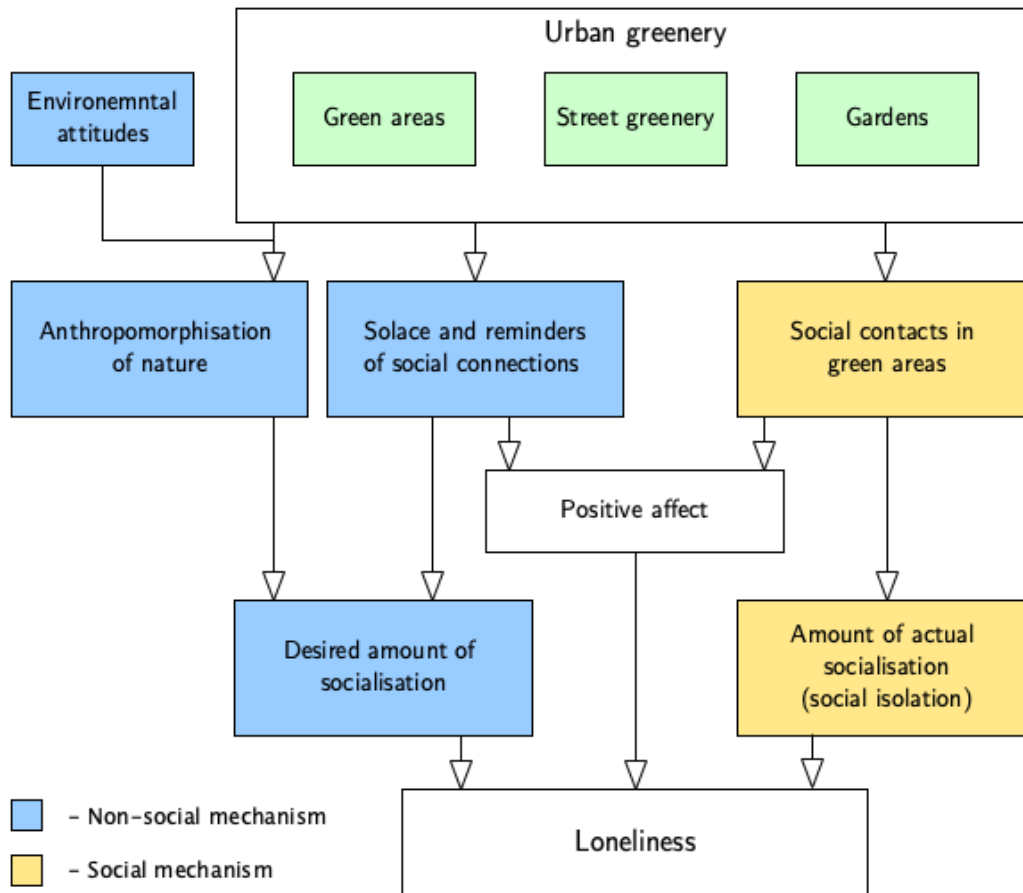 Urban greenery
Environemntal
attitudes
Green areas
Street greenery
Gardens
Anthropomorphisation
of nature
Solace and reminders
of social connections
Social contacts in
green areas
Positive affect
Desired amount of
socialisation
Amount of actual
socialisation
(social isolation)
Loneliness
– Non-social mechanism
– Social mechanism